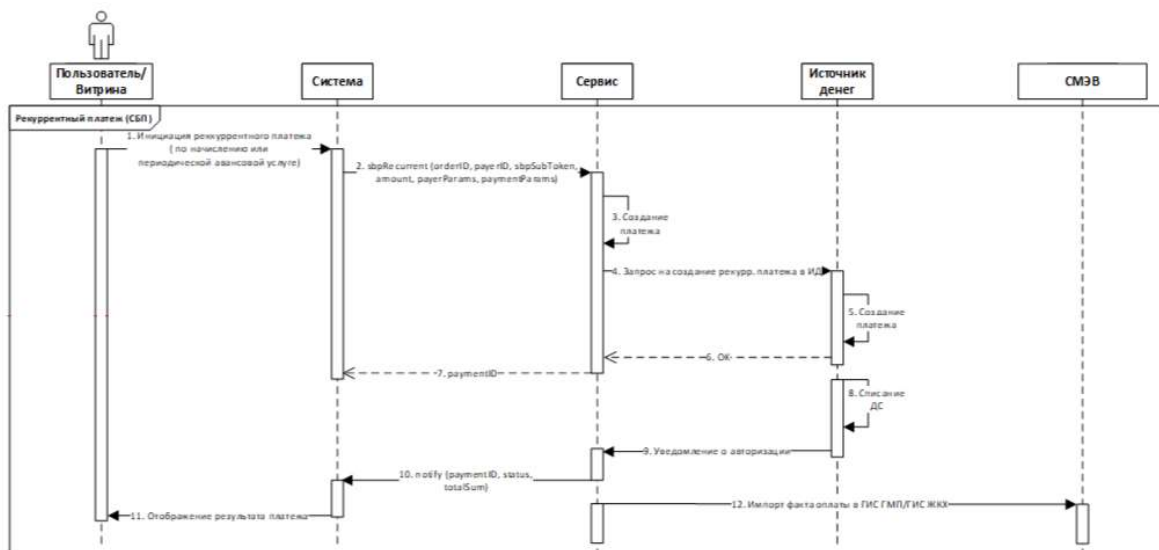 Пользователь/
Витрина
Система
Сервис
Источник
денег
СМЭВ
Рекуррентный платеж (СБП)
1. Инициация реккуррентного платежа
( по начислению или
периодической авансовой услуге)
2. sbpRecurrent (orderID, payerID, sbpSubToken,
amount, payerParams, paymentParams)
3. Создание
платежа
4. Запрос на создание рекурр. платежа в ИД
5. Создание
платежа
6. ОК
7. paymentID
8. Списание
ДС
9. Уведомление о авторизации
10. notify (paymentID, status,
totalSum)
11. Отображение результата платежа
12. Импорт факта оплаты в ГИС ГМП/ГИС ЖКХ